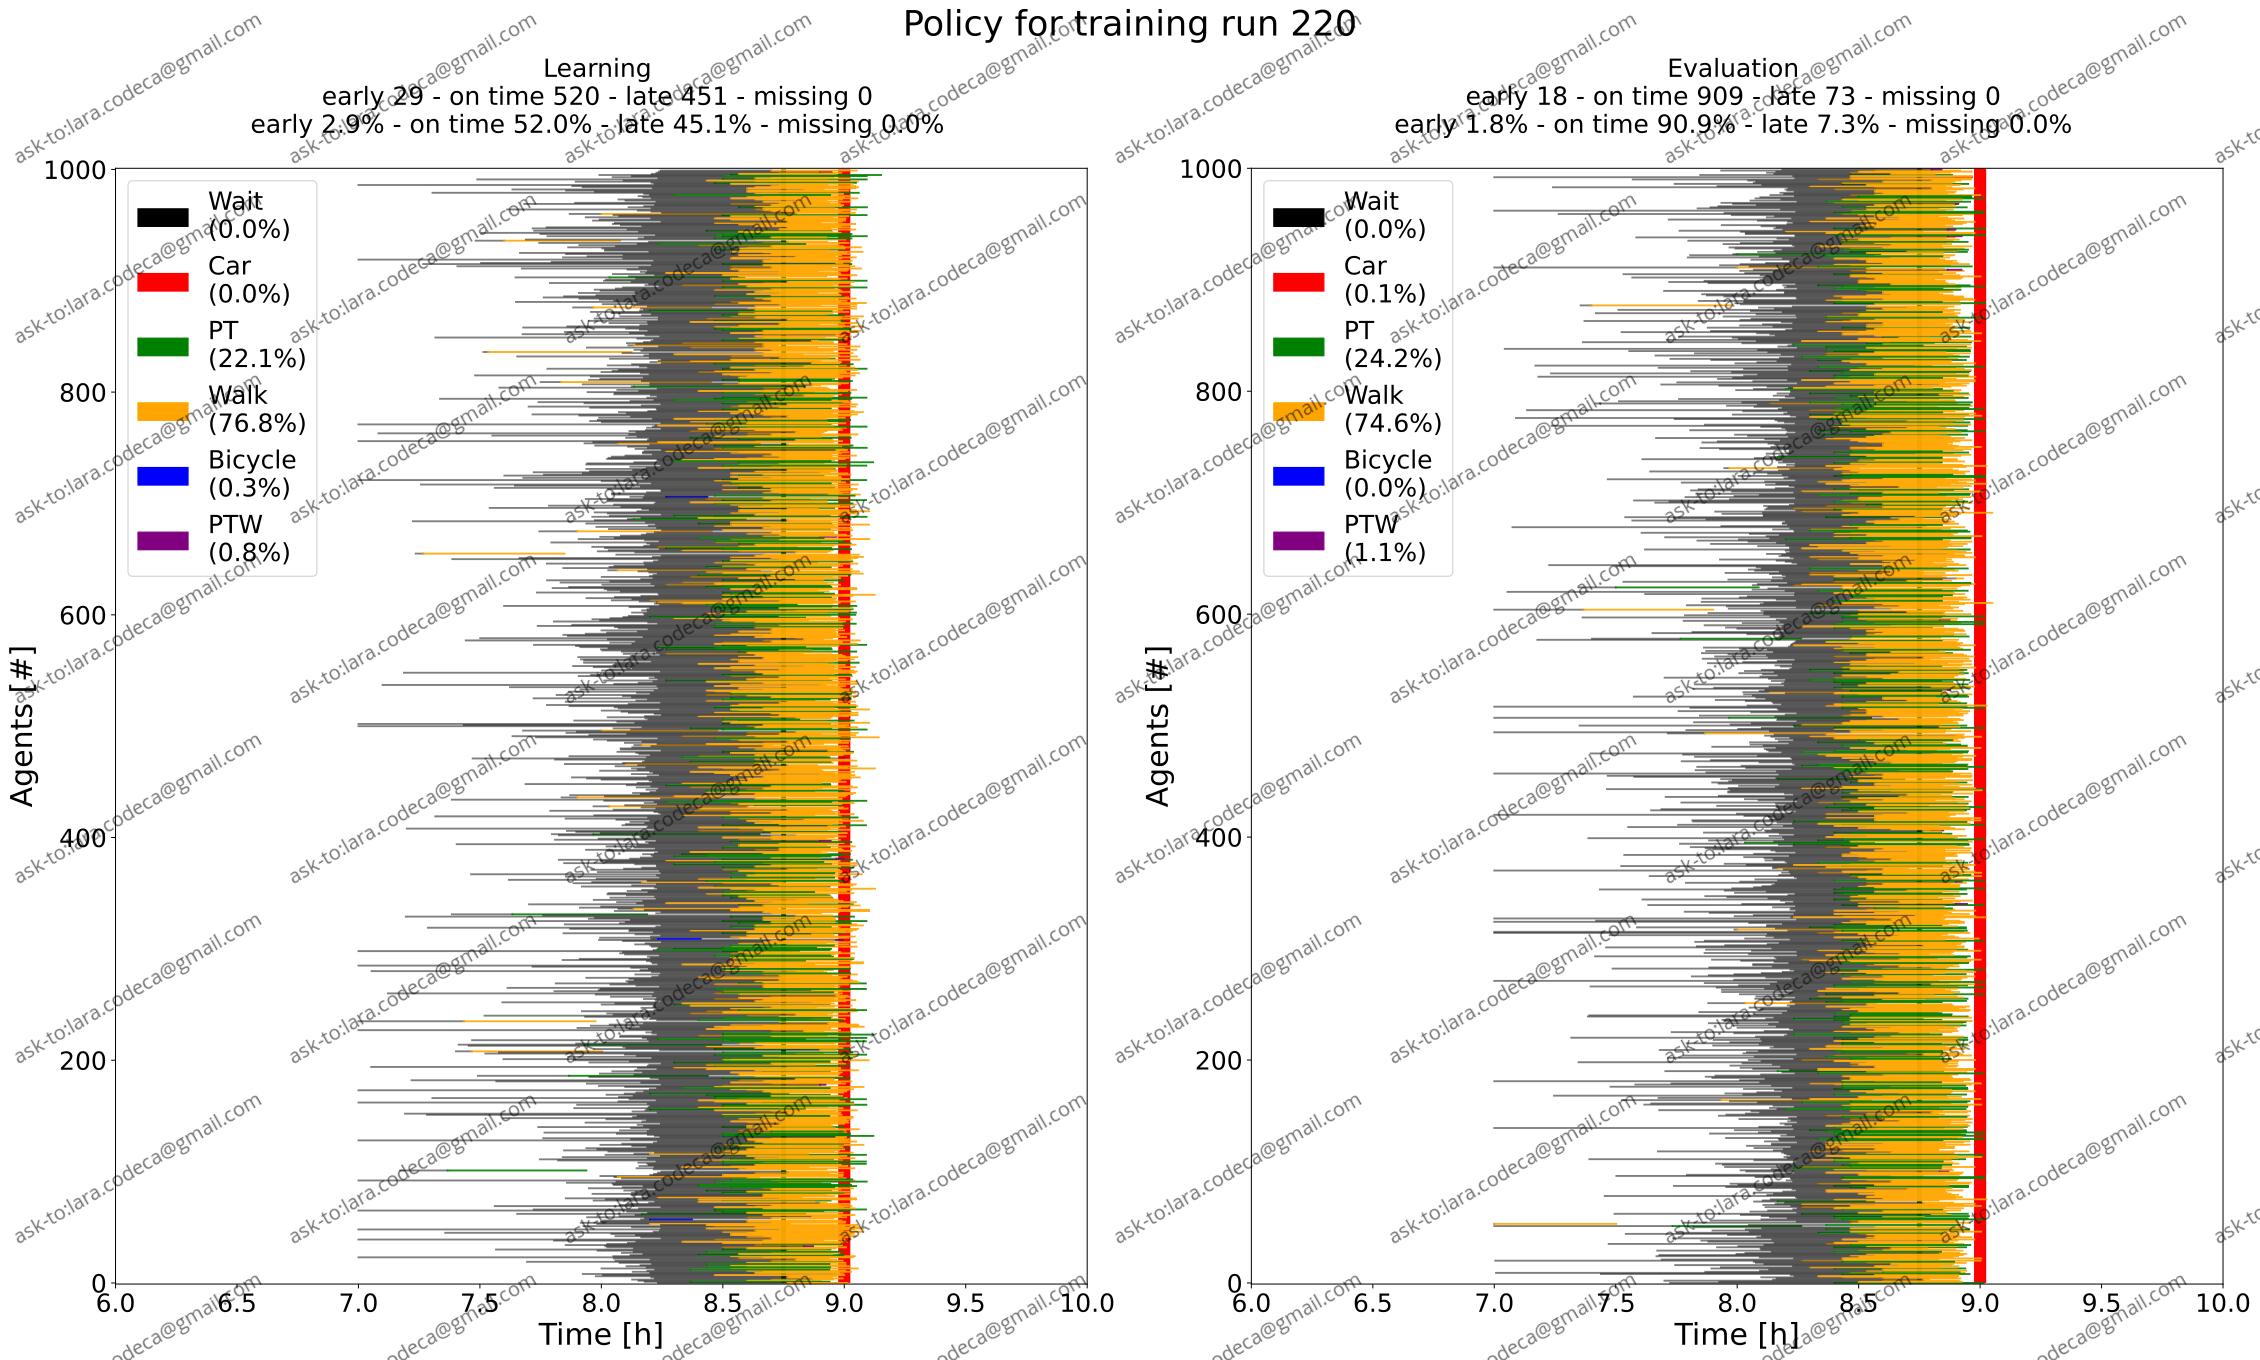 Policy for training run 220
Learning
early 29 - on time 520 - late 451 - missing 0
early 2.9% - on time 52.0% - late 45.1% - missing 0.0%
Evaluation
early 18 - on time 909 - late 73 - missing 0
early 1.8% - on time 90.9% - late 7.3% - missing 0.0%
Wait
(0.0%)
Car
(0.0%)
PT
(22.1%)
Walk
(76.8%)
Bicycle
(0.3%)
PTW
(0.8%)
1000
800
600
400
200
0
Agents [#]
6.0 6.5 7.0 7.5 8.0 8.5 9.0 9.5 10.0
Time [h]
Wait
(0.0%)
Car
(0.1%)
PT
(24.2%)
Walk
(74.6%)
Bicycle
(0.0%)
PTW
(1.1%)
1000
800
600
400
200
0
Agents [#]
6.0 6.5 7.0 7.5 8.0 8.5 9.0 9.5 10.0
Time [h]
ask-to:lara.codeca@gmail.com